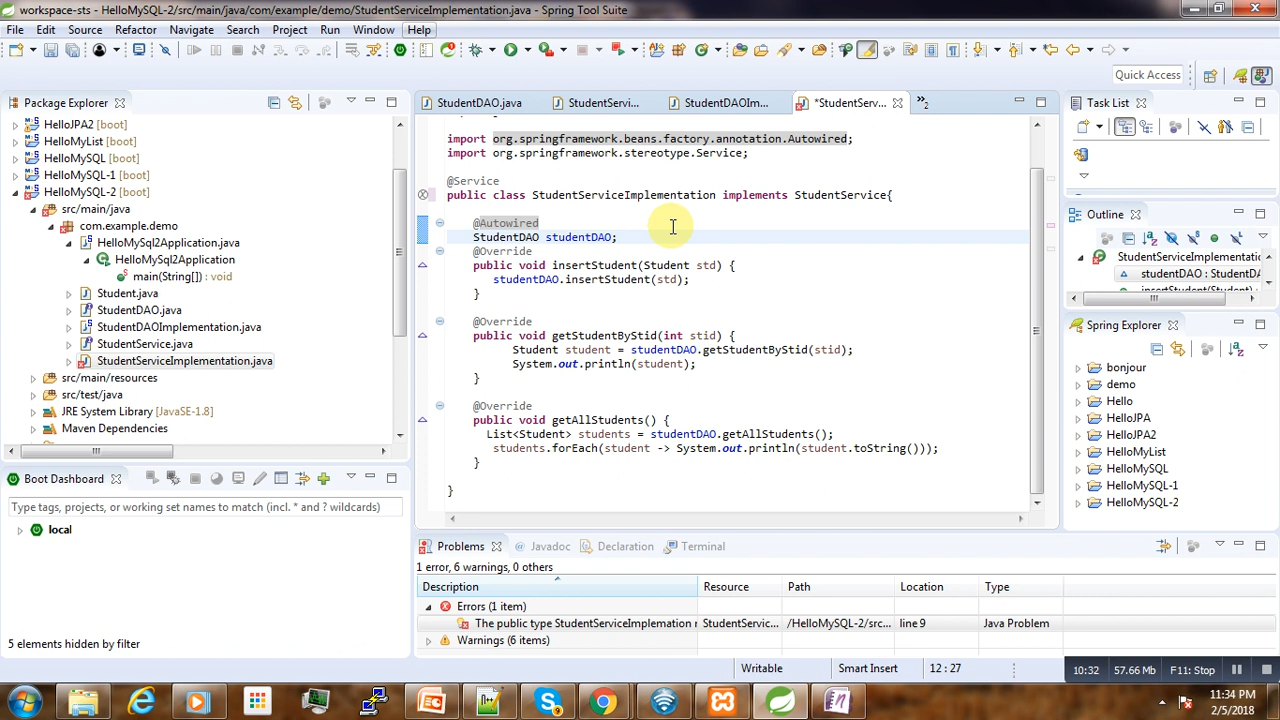 workspace-sts - HelloMySQL-2/src/main/java/com/example/demo/StudentServiceImplementation.java - Spring Tool Suite
File Edit Source Refactor Navigate Search Project Run Window Help
Quick Access
Package Explorer
HelloJPA2 [boot]
HelloMyList [boot]
HelloMySQL [boot]
HelloMySQL-1 [boot]
HelloMySQL-2 [boot]
src/main/java
com.example.demo
HelloMySql2Application.java
HelloMySql2Application
main(String[]) : void
Student.java
StudentDAO.java
StudentDAOImplementation.java
StudentService.java
StudentServiceImplementation.java
src/main/resources
src/test/java
JRE System Library [JavaSE-1.8]
Maven Dependencies
Boot Dashboard
Type tags, projects, or working set names to match (incl. * and ? wildcards)
local
5 elements hidden by filter
StudentDAO.java StudentServi... StudentDAOIm... *StudentServ...
import org.springframework.beans.factory.annotation.Autowired;
import org.springframework.stereotype.Service;
@Service
public class StudentServiceImplementation implements StudentService{
@Autowired
StudentDAO studentDAO;
@Override
public void insertStudent(Student std) {
studentDAO.insertStudent(std);
}
@Override
public void getStudentByStid(int stid) {
Student student = studentDAO.getStudentByStid(stid);
System.out.println(student);
}
@Override
public void getAllStudents() {
List<Student> students = studentDAO.getAllStudents();
students.forEach(student -> System.out.println(student.toString()));
}
}
Task List
Outline
StudentServiceImplementati
studentDAO : StudentDA
Spring Explorer
bonjour
demo
Hello
HelloJPA
HelloJPA2
HelloMyList
HelloMySQL
HelloMySQL-1
HelloMySQL-2
Problems Javadoc Declaration Terminal
1 error, 6 warnings, 0 others
Description Resource Path Location Type
Errors (1 item)
The public type StudentServiceImplemation r StudentServic... /HelloMySQL-2/src... line 9 Java Problem
Warnings (6 items)
Writable Smart Insert 12 : 27
10:32 57.66 Mb F11: Stop
11:34 PM
2/5/2018